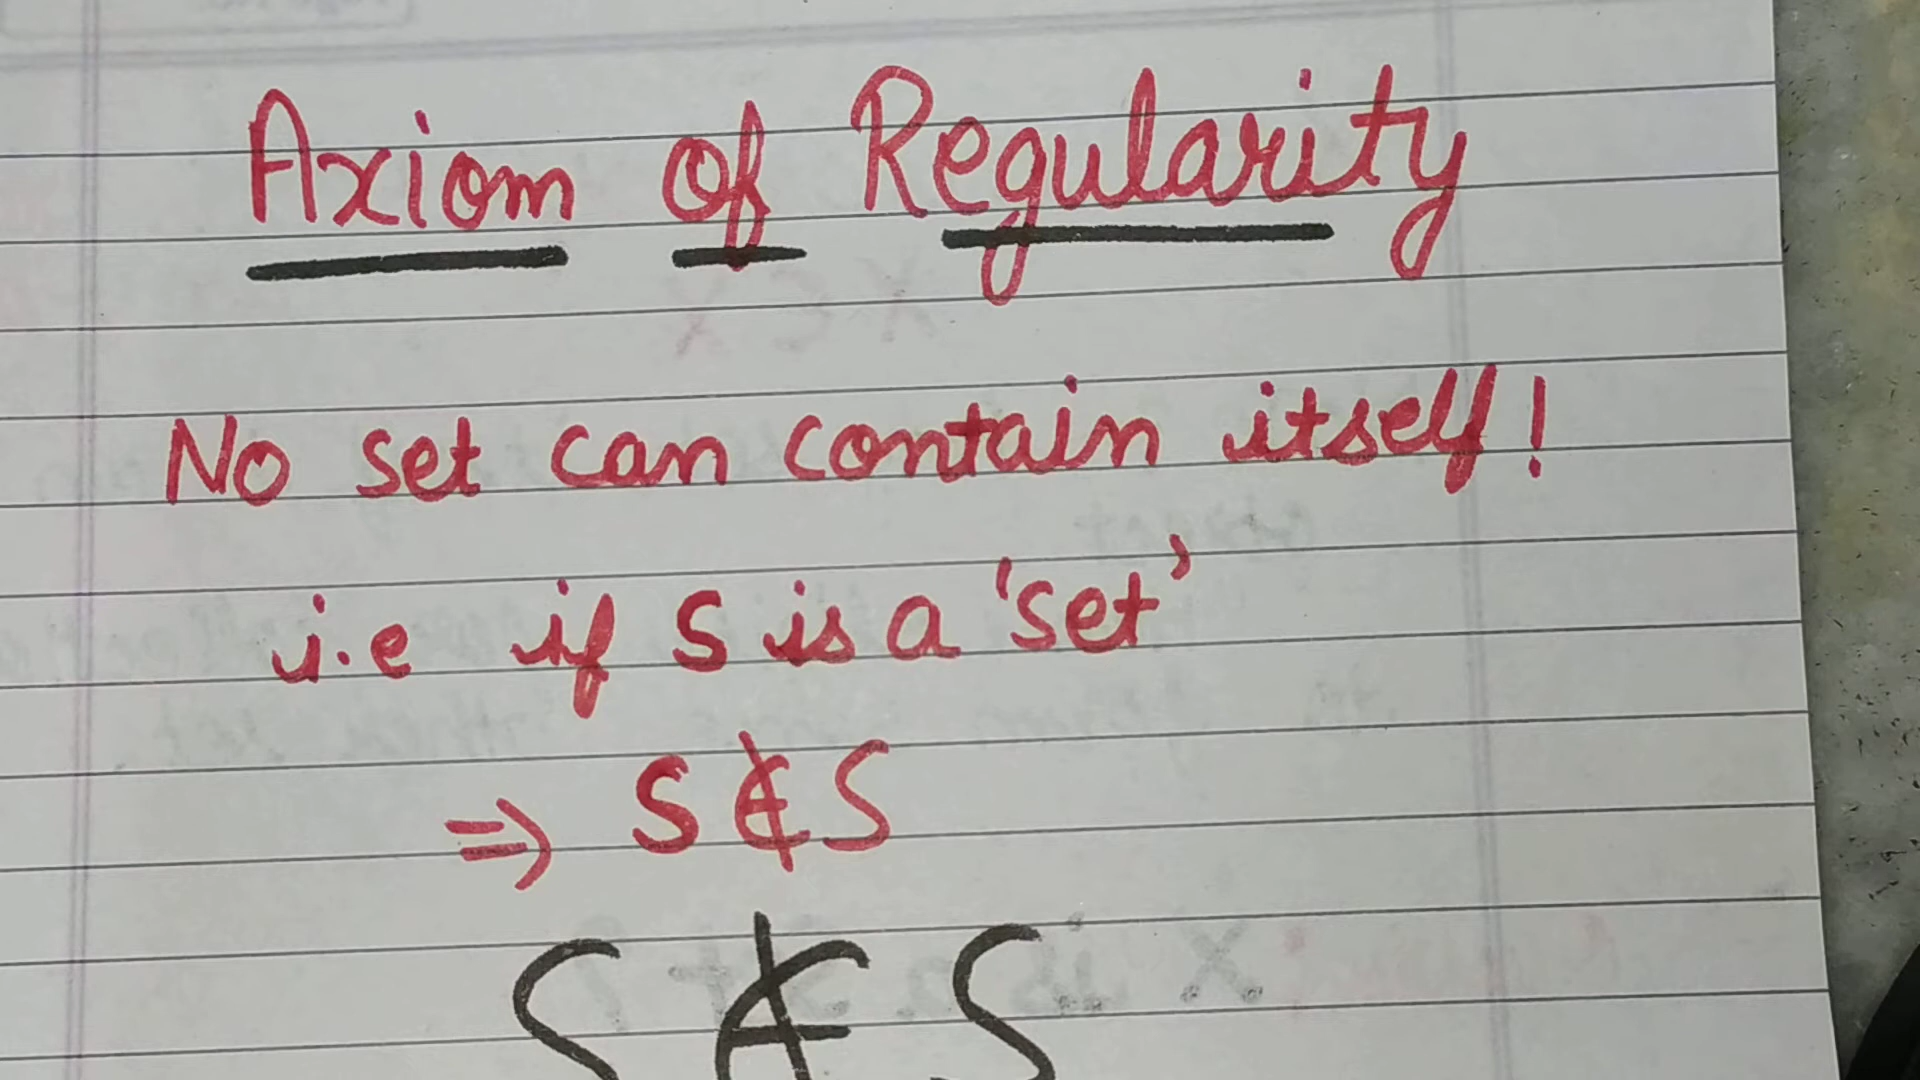 Axiom of Regularity
No set can contain itself!
i.e if S is a 'set'
⇒ S ∉ S
S ∉ S